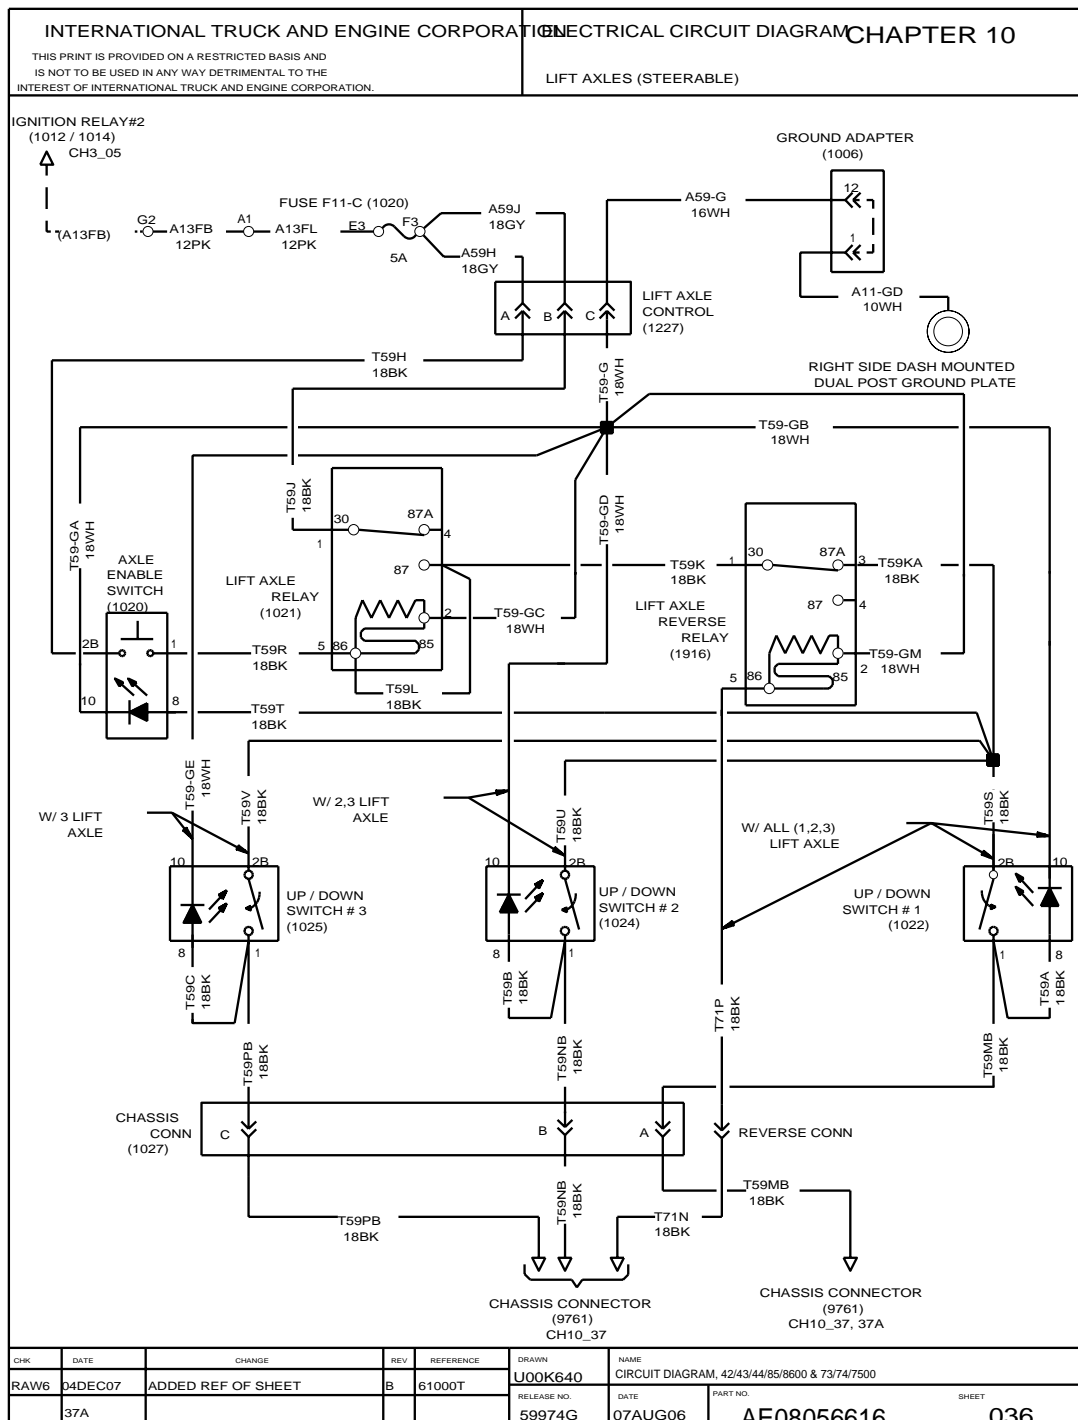 INTERNATIONAL TRUCK AND ENGINE CORPORATION
THIS PRINT IS PROVIDED ON A RESTRICTED BASIS AND
IS NOT TO BE USED IN ANY WAY DETRIMENTAL TO THE
INTEREST OF INTERNATIONAL TRUCK AND ENGINE CORPORATION.
ELECTRICAL CIRCUIT DIAGRAM
CHAPTER 10
LIFT AXLES (STEERABLE)
IGNITION RELAY#2
(1012 / 1014)
CH3_05
(A13FB)
G2
A13FB
12PK
A1
A13FL
12PK
FUSE F11-C (1020)
E3
F3
5A
A59J
18GY
A59H
18GY
A59-G
16WH
GROUND ADAPTER
(1006)
12
1
A11-GD
10WH
RIGHT SIDE DASH MOUNTED
DUAL POST GROUND PLATE
A
B
C
LIFT AXLE
CONTROL
(1227)
T59H
18BK
T59-G
18WH
T59-GB
18WH
T59J
18BK
T59-GD
18WH
T59-GA
18WH
AXLE
ENABLE
SWITCH
(1020)
2B
1
10
8
LIFT AXLE
RELAY
(1021)
30
87A
1
4
87
2
5
86
85
T59-GC
18WH
T59R
18BK
T59L
18BK
T59T
18BK
T59K
18BK
LIFT AXLE
REVERSE
RELAY
(1916)
1
30
87A
3
87
4
5
86
85
2
T59KA
18BK
T59-GM
18WH
T59-GE
18WH
T59V
18BK
T59U
18BK
T59S
18BK
W/ 3 LIFT
AXLE
W/ 2,3 LIFT
AXLE
W/ ALL (1,2,3)
LIFT AXLE
10
2B
UP / DOWN
SWITCH # 3
(1025)
8
1
10
2B
UP / DOWN
SWITCH # 2
(1024)
8
1
2B
10
UP / DOWN
SWITCH # 1
(1022)
1
8
T59C
18BK
T59B
18BK
T59A
18BK
T71P
18BK
T59PB
18BK
T59NB
18BK
T59MB
18BK
CHASSIS
CONN
(1027)
C
B
A
REVERSE CONN
T59PB
18BK
T59NB
18BK
T71N
18BK
T59MB
18BK
CHASSIS CONNECTOR
(9761)
CH10_37
CHASSIS CONNECTOR
(9761)
CH10_37, 37A
CHK DATE CHANGE REV REFERENCE
RAW6 04DEC07 ADDED REF OF SHEET B 61000T
37A
DRAWN
U00K640
NAME
CIRCUIT DIAGRAM, 42/43/44/85/8600 & 73/74/7500
RELEASE NO.
59974G
DATE
07AUG06
PART NO.
AE08056616
SHEET
036